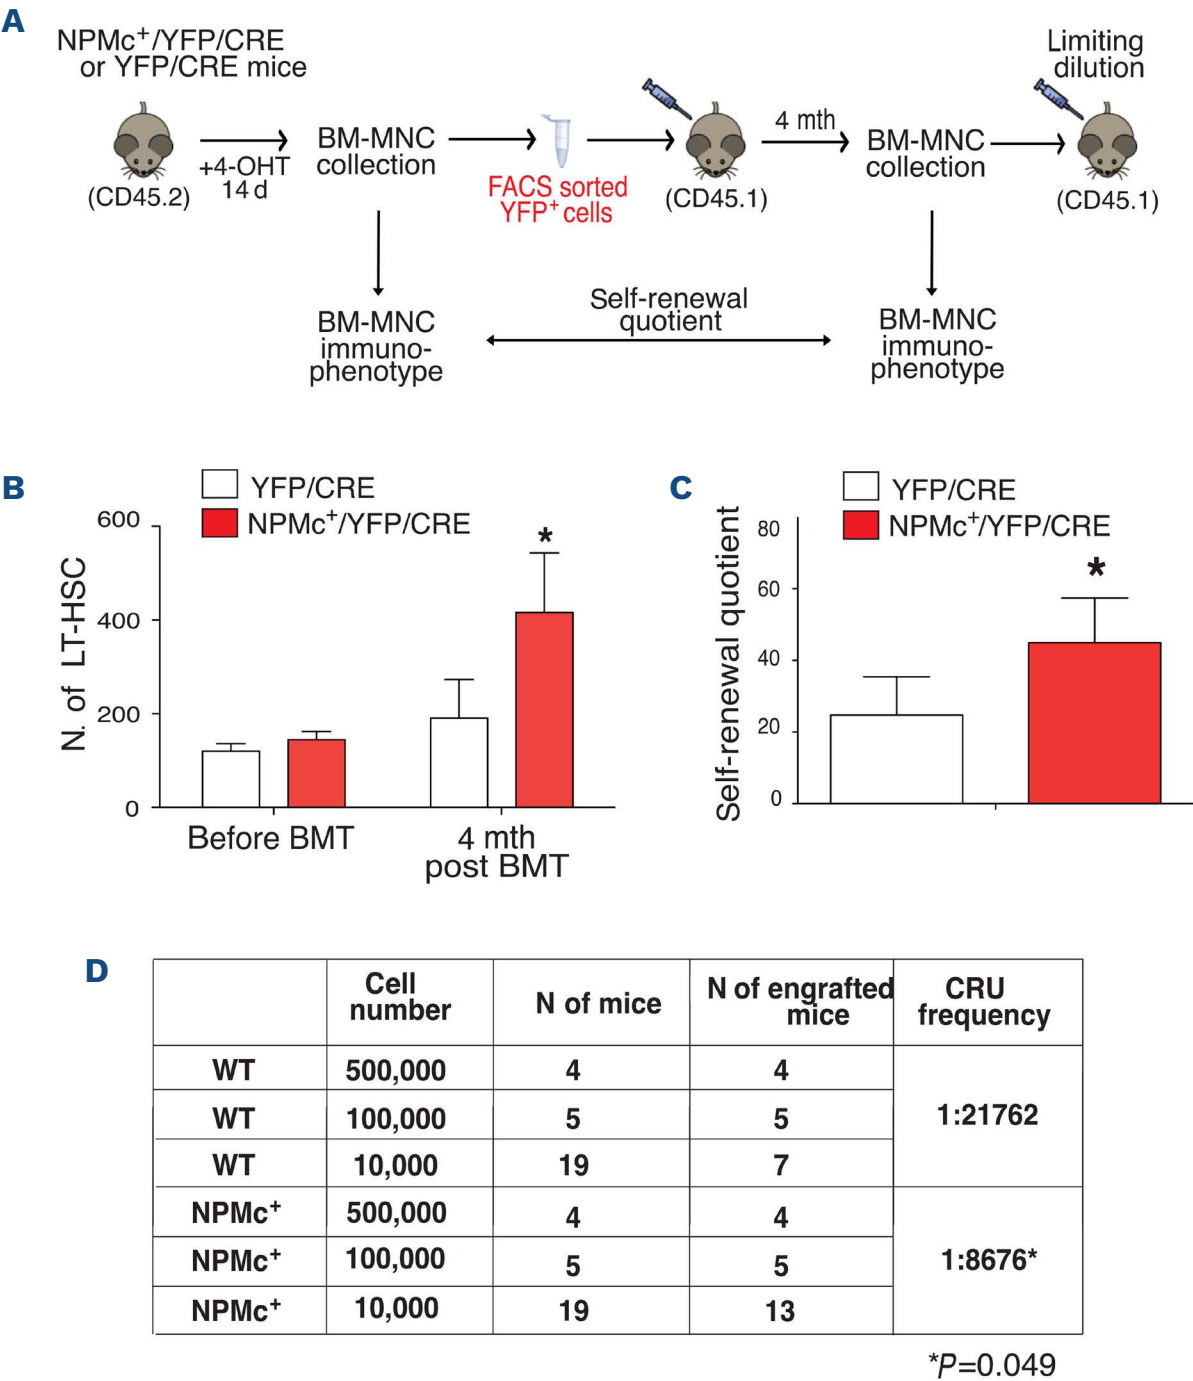 A
NPMc⁺/YFP/CRE
or YFP/CRE mice
(CD45.2)
+4-OHT
14 d
BM-MNC
collection
FACS sorted
YFP⁺ cells
(CD45.1)
4 mth
BM-MNC
collection
Limiting
dilution
(CD45.1)
BM-MNC
immuno-
phenotype
Self-renewal
quotient
BM-MNC
immuno-
phenotype
B
YFP/CRE
NPMc⁺/YFP/CRE
N. of LT-HSC
600
400
200
0
*
Before BMT
4 mth
post BMT
C
YFP/CRE
NPMc⁺/YFP/CRE
Self-renewal quotient
80
60
40
20
0
*
D
Cell
number
N of mice
N of engrafted
mice
CRU
frequency
WT 500,000 4 4
WT 100,000 5 5
1:21762
WT 10,000 19 7
NPMc⁺ 500,000 4 4
NPMc⁺ 100,000 5 5
1:8676*
NPMc⁺ 10,000 19 13
*P=0.049